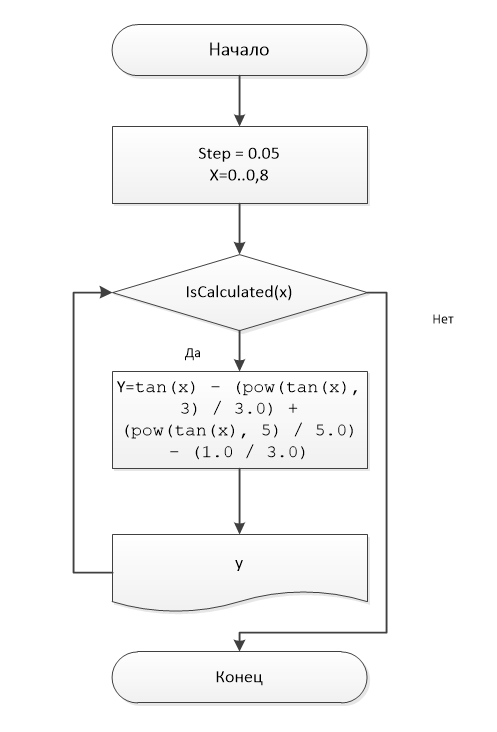 Начало
Step = 0.05
X=0..0,8
IsCalculated(x)
Нет
Да
Y=tan(x) - (pow(tan(x),
3) / 3.0) +
(pow(tan(x), 5) / 5.0)
- (1.0 / 3.0)
y
Конец